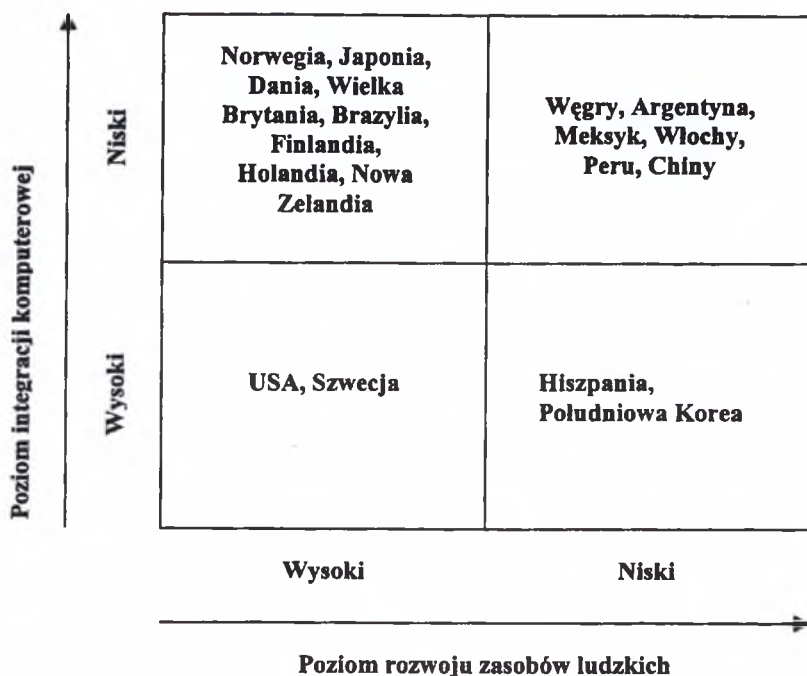 Norwegia, Japonia,
Dania, Wielka
Brytania, Brazylia,
Finlandia,
Holandia, Nowa
Zelandia
Węgry, Argentyna,
Meksyk, Włochy,
Peru, Chiny
Niski
Poziom integracji komputerowej
Wysoki
USA, Szwecja
Hiszpania,
Południowa Korea
Wysoki
Niski
Poziom rozwoju zasobów ludzkich